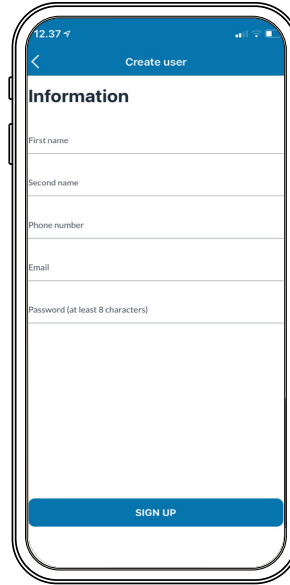 12.37
Create user
Information
First name
Second name
Phone number
Email
Password (at least 8 characters)
SIGN UP